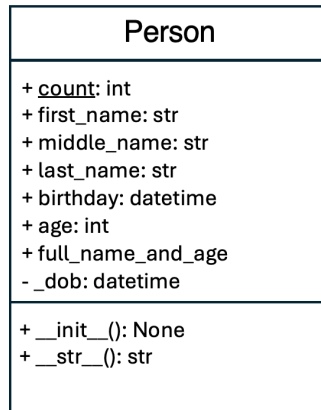 Person
+ count: int
+ first_name: str
+ middle_name: str
+ last_name: str
+ birthday: datetime
+ age: int
+ full_name_and_age
- _dob: datetime
+ __init__(): None
+ __str__(): str